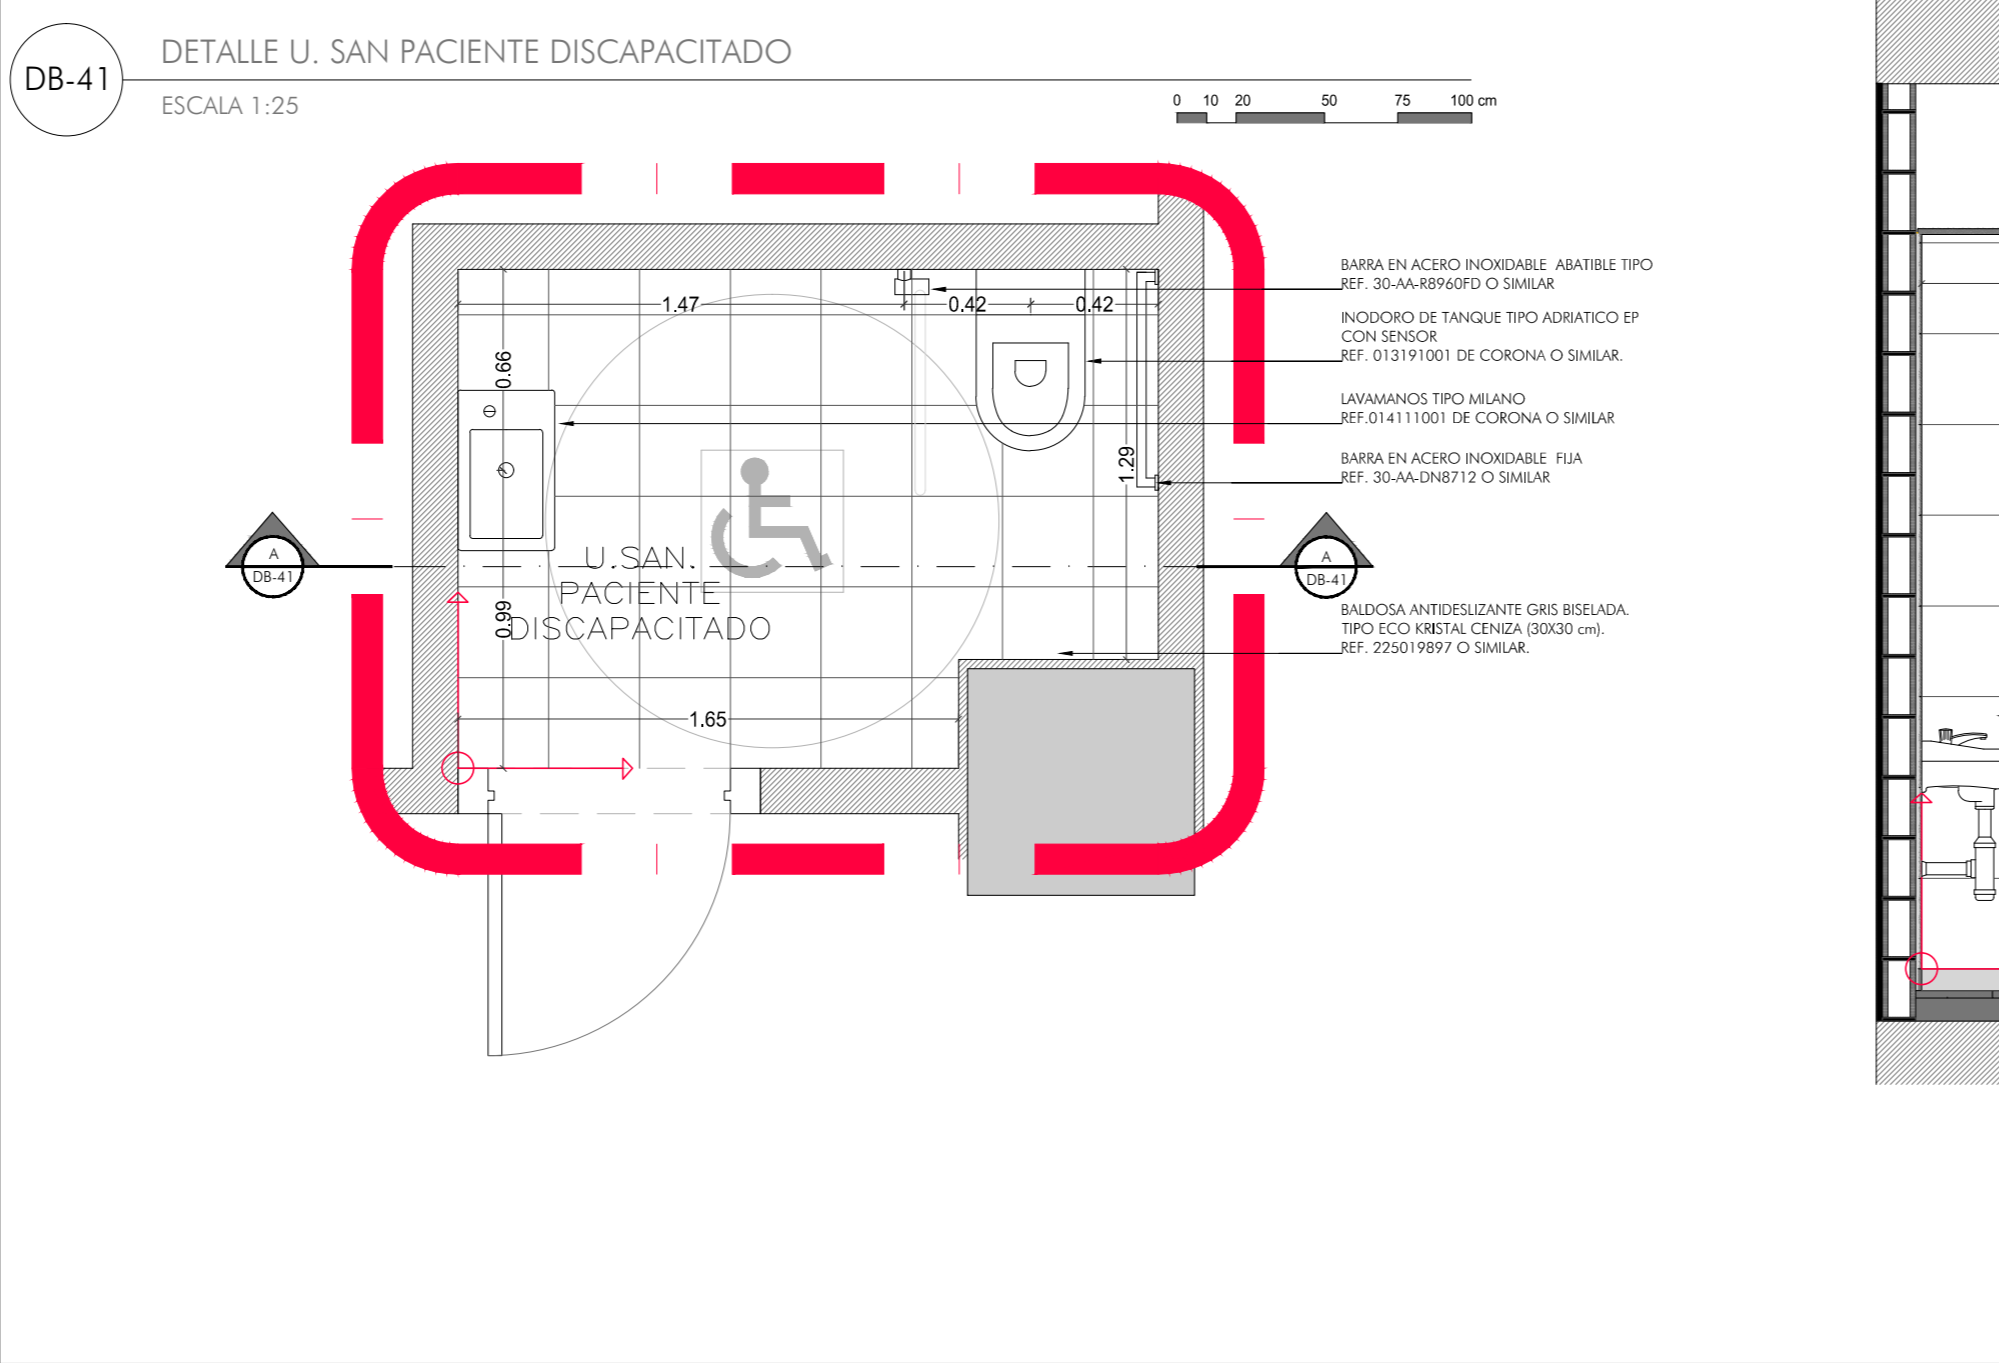 DB-41
DETALLE U. SAN PACIENTE DISCAPACITADO
ESCALA 1:25
0 10 20 50 75 100 cm
BARRA EN ACERO INOXIDABLE ABATIBLE TIPO
REF. 30-AA-R8960FD O SIMILAR
INODORO DE TANQUE TIPO ADRIATICO EP
CON SENSOR
REF. 013191001 DE CORONA O SIMILAR.
LAVAMANOS TIPO MILANO
REF.014111001 DE CORONA O SIMILAR
BARRA EN ACERO INOXIDABLE FIJA
REF. 30-AA-DN8712 O SIMILAR
BALDOSA ANTIDESLIZANTE GRIS BISELADA.
TIPO ECO KRISTAL CENIZA (30X30 cm).
REF. 225019897 O SIMILAR.
1.47
0.42
0.42
0.66
1.29
A
DB-41
U.SAN.
PACIENTE
DISCAPACITADO
A
DB-41
0.99
1.65